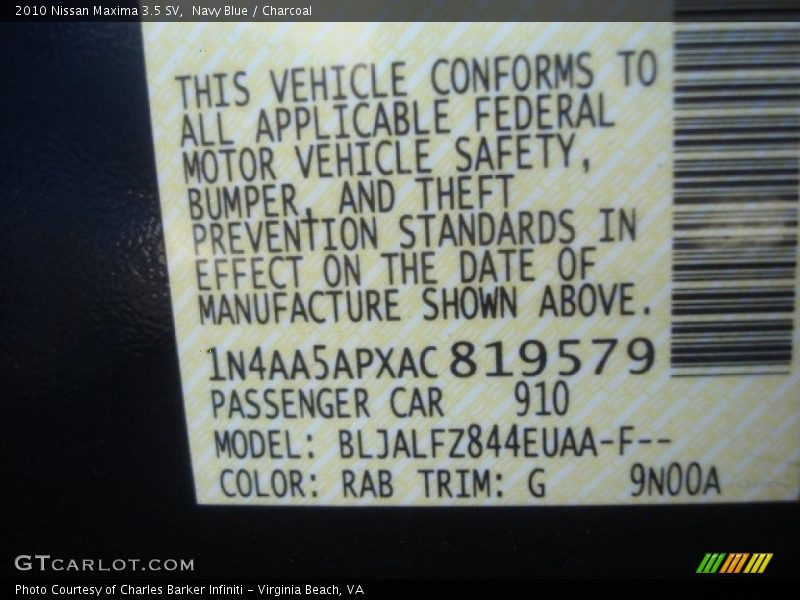 2010 Nissan Maxima 3.5 SV, Navy Blue / Charcoal
THIS VEHICLE CONFORMS TO
ALL APPLICABLE FEDERAL
MOTOR VEHICLE SAFETY,
BUMPER, AND THEFT
PREVENTION STANDARDS IN
EFFECT ON THE DATE OF
MANUFACTURE SHOWN ABOVE.
1N4AA5APXAC819579
PASSENGER CAR 910
MODEL: BLJALFZ844EUAA-F--
COLOR: RAB TRIM: G 9N00A
GTCARLOT.COM
Photo Courtesy of Charles Barker Infiniti - Virginia Beach, VA